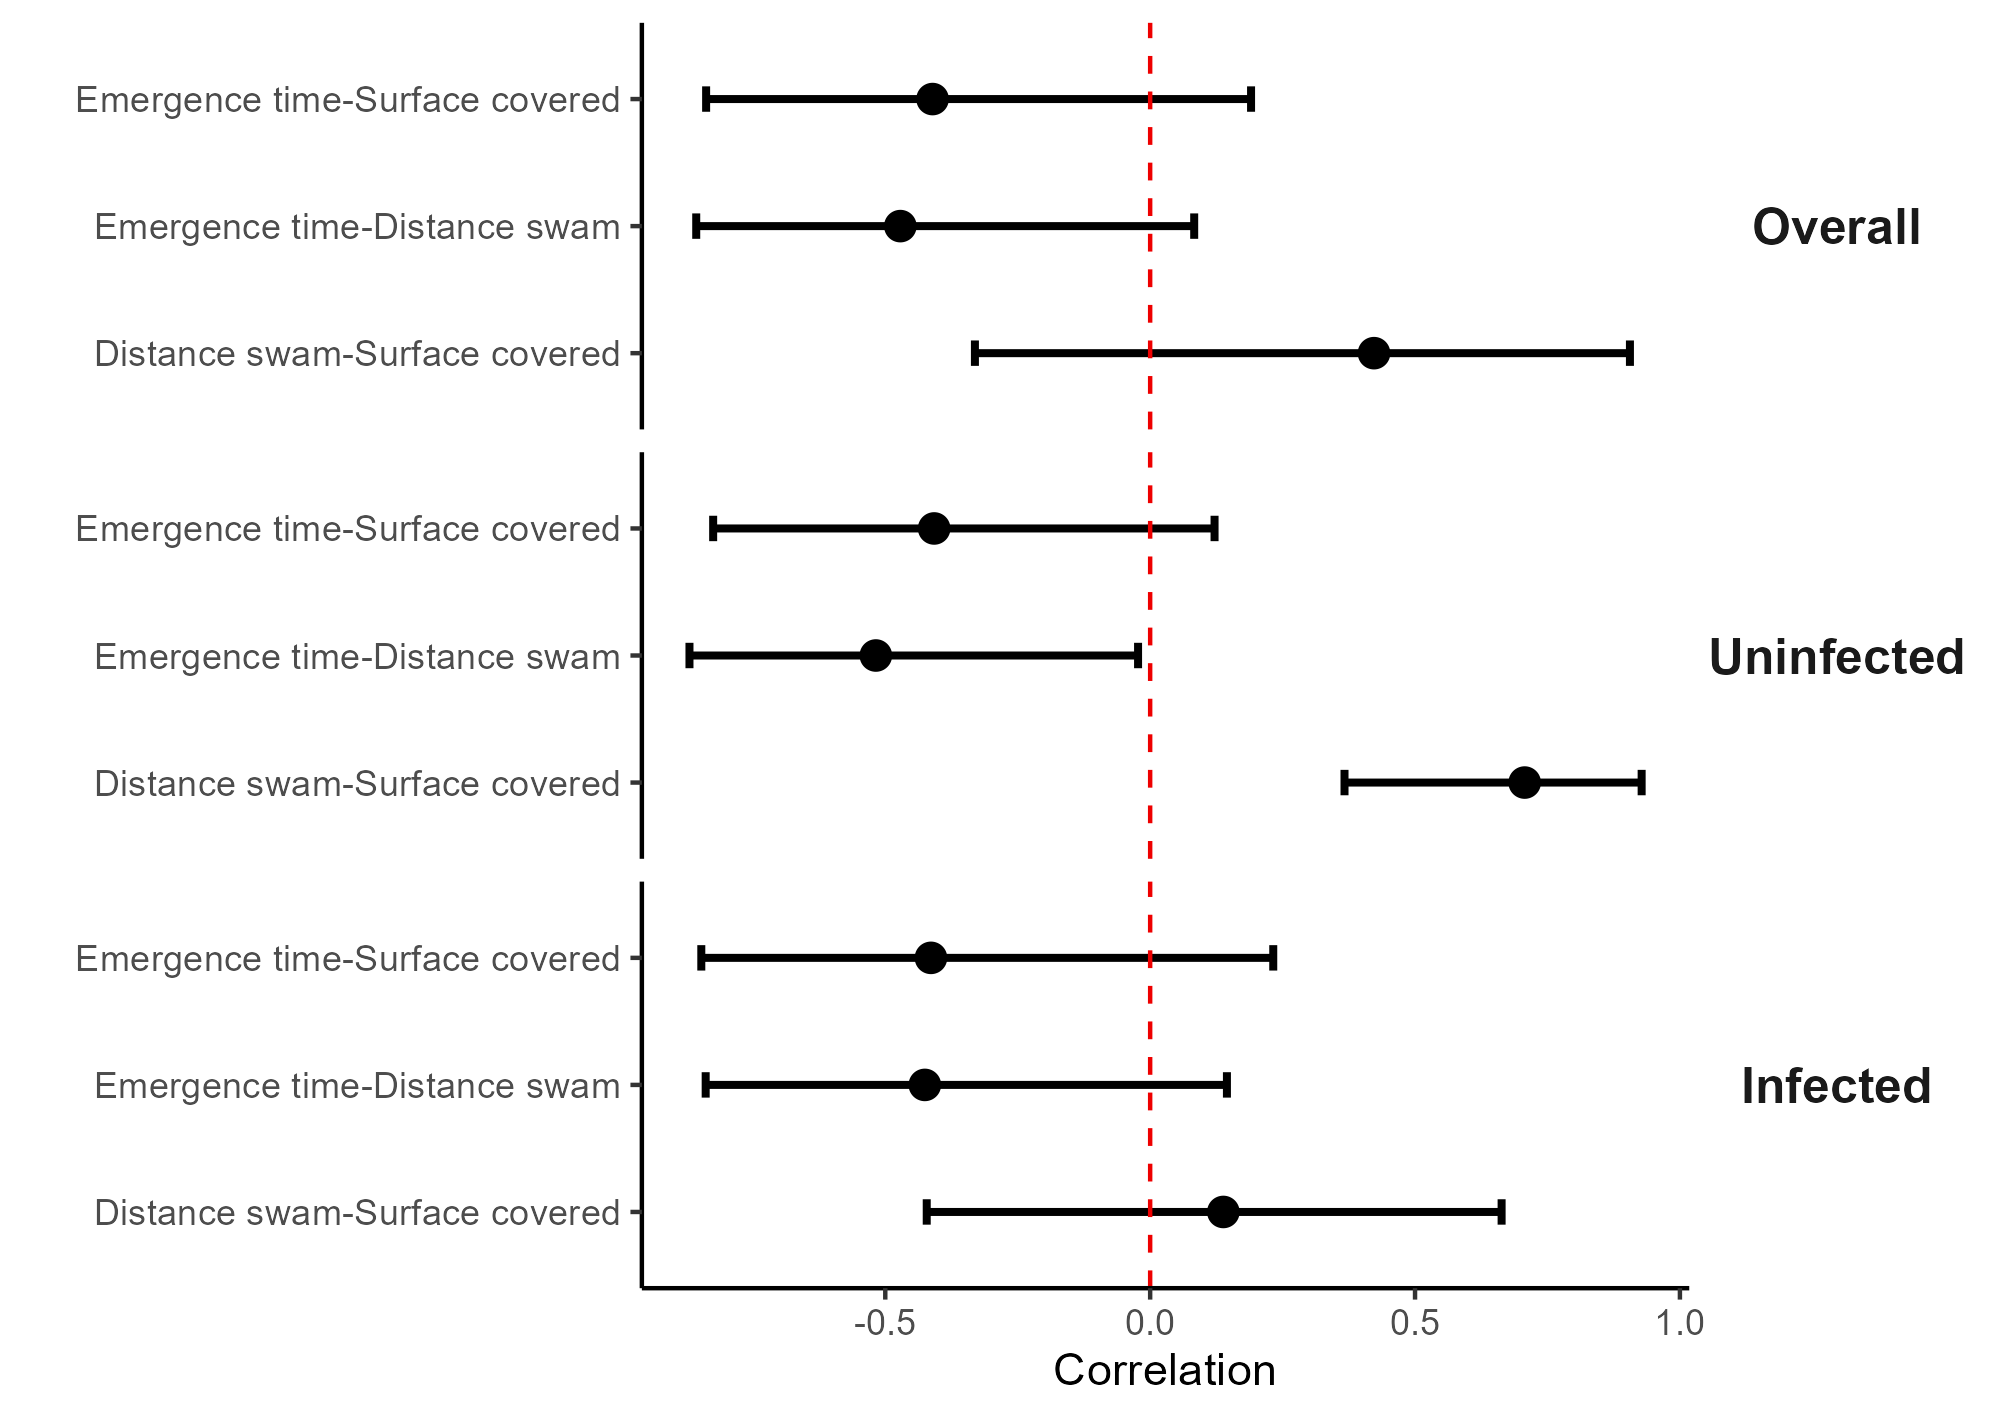 Emergence time-Surface covered
Emergence time-Distance swam
Overall
Distance swam-Surface covered
Emergence time-Surface covered
Emergence time-Distance swam
Uninfected
Distance swam-Surface covered
Emergence time-Surface covered
Emergence time-Distance swam
Infected
Distance swam-Surface covered
-0.5 0.0 0.5 1.0
Correlation